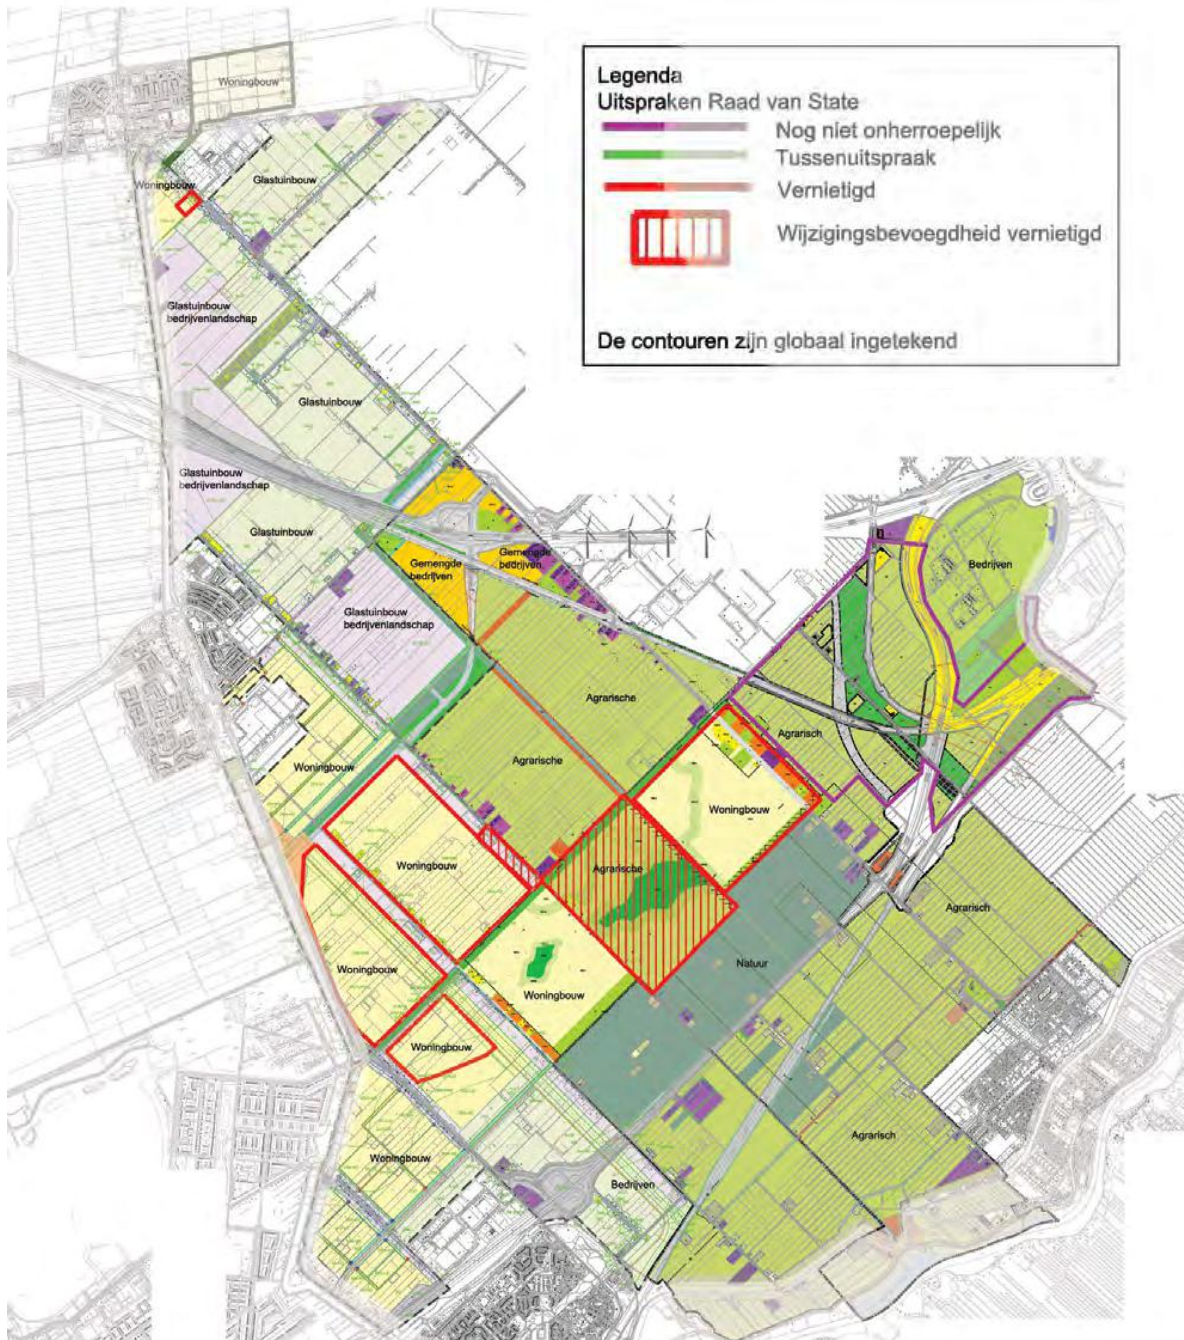 Legenda
Uitspraken Raad van State
Nog niet onherroepelijk
Tussenuitspraak
Vernietigd
Wijzigingsbevoegdheid vernietigd
De contouren zijn globaal ingetekend
Woningbouw
Woningbouw
Glastuinbouw
Glastuinbouw
bedrijvenlandschap
Glastuinbouw
Glastuinbouw
bedrijvenlandschap
Glastuinbouw
Gemengde
bedrijven
Gemengde
bedrijven
Bedrijven
Glastuinbouw
bedrijvenlandschap
Agrarische
Agrarisch
Agrarische
Woningbouw
Woningbouw
Woningbouw
Agrarische
Agrarisch
Woningbouw
Natuur
Woningbouw
Woningbouw
Agrarisch
Woningbouw
Bedrijven